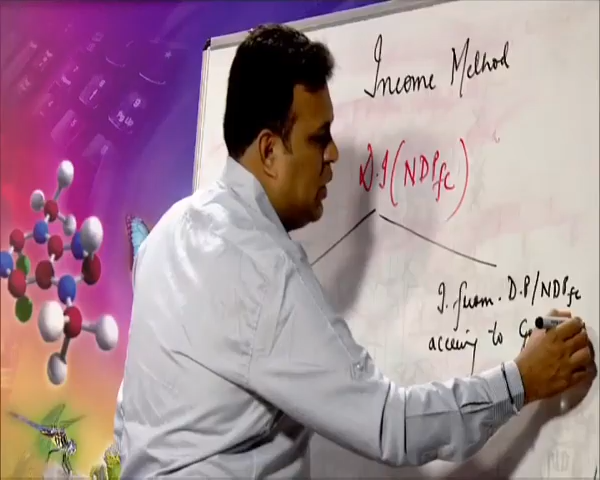 Income Method
D.I (NDPfc)
I. from. D.P/NDPfc
accruing to